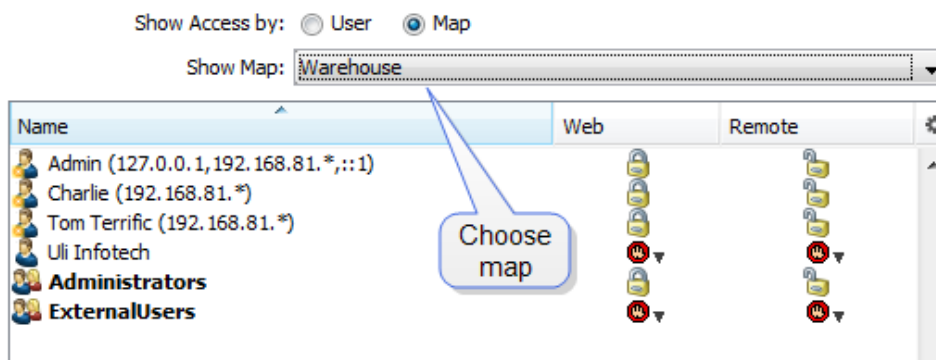 Show Access by: User Map
Show Map: Warehouse
Name Web Remote
Admin (127.0.0.1,192.168.81.*,::1)
Charlie (192.168.81.*)
Tom Terrific (192.168.81.*)
Choose
map
Uli Infotech
Administrators
ExternalUsers